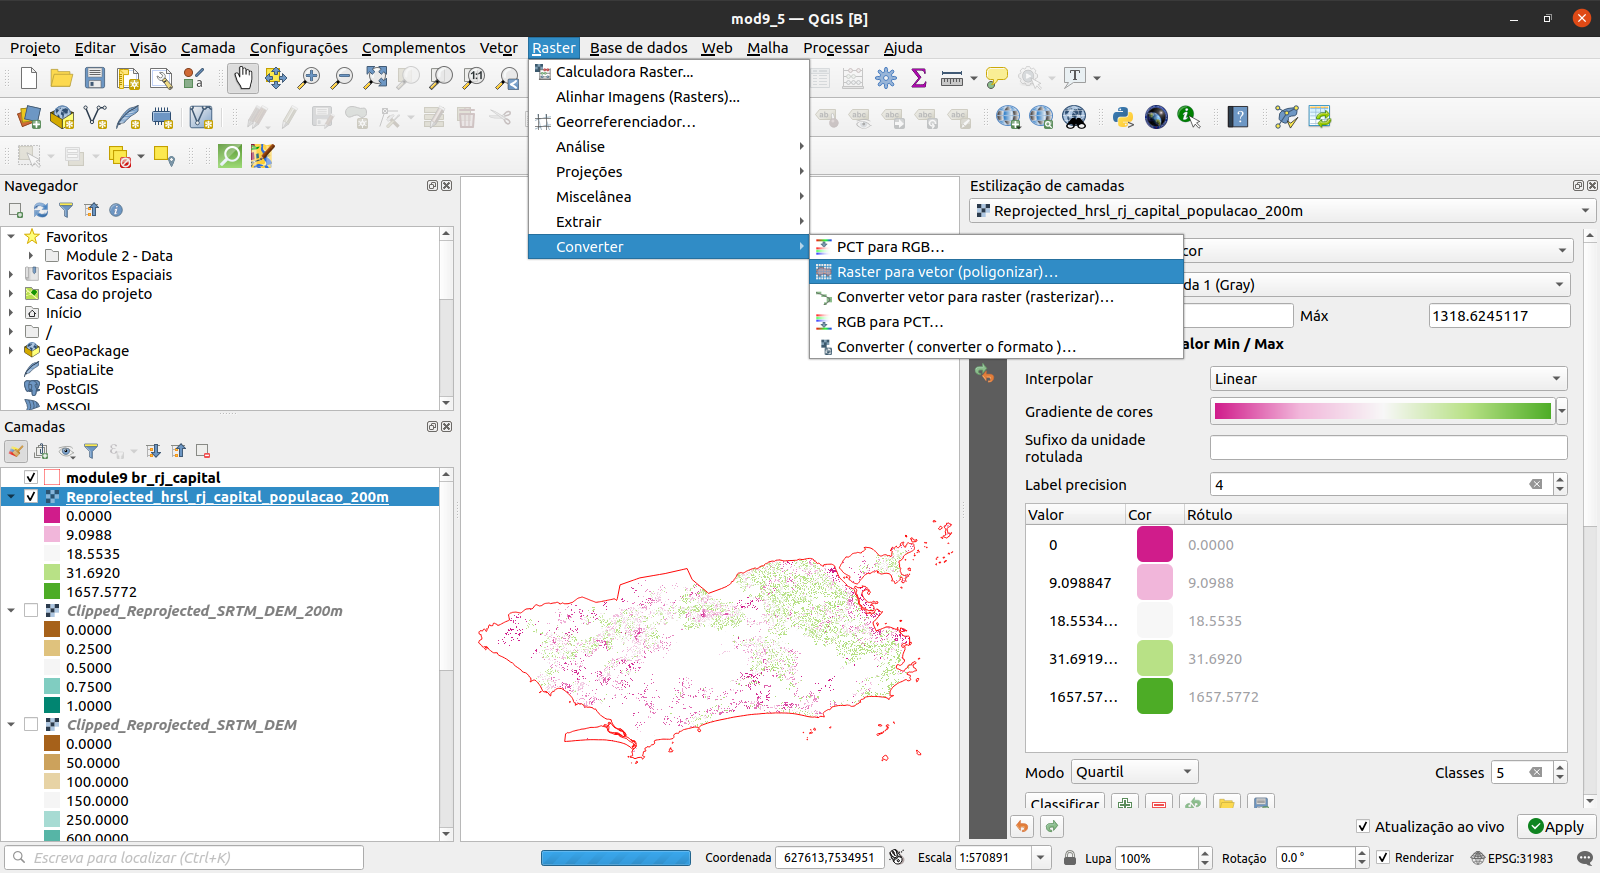 mod9_5 — QGIS [B]
Projeto Editar Visão Camada Configurações Complementos Vetor Raster Base de dados Web Malha Processar Ajuda
Calculadora Raster...
Alinhar Imagens (Rasters)...
Georreferenciador...
Análise
Projeções
Miscelânea
Extrair
Converter
PCT para RGB...
Raster para vetor (poligonizar)...
Converter vetor para raster (rasterizar)...
RGB para PCT...
Converter ( converter o formato )...
Navegador
Favoritos
Module 2 - Data
Favoritos Espaciais
Casa do projeto
Início
/
GeoPackage
SpatiaLite
PostGIS
MSSQL
Camadas
module9 br_rj_capital
Reprojected_hrsl_rj_capital_populacao_200m
0.0000
9.0988
18.5535
31.6920
1657.5772
Clipped_Reprojected_SRTM_DEM_200m
0.0000
0.2500
0.5000
0.7500
1.0000
Clipped_Reprojected_SRTM_DEM
0.0000
50.0000
100.0000
150.0000
250.0000
600.0000
Estilização de camadas
Reprojected_hrsl_rj_capital_populacao_200m
cor
da 1 (Gray)
Máx 1318.6245117
alor Min / Max
Interpolar Linear
Gradiente de cores
Sufixo da unidade
rotulada
Label precision 4
Valor Cor Rótulo
0 0.0000
9.098847 9.0988
18.5534... 18.5535
31.6919... 31.6920
1657.57... 1657.5772
Modo Quartil Classes 5
Classificar
Atualização ao vivo Apply
Escreva para localizar (Ctrl+K) Coordenada 627613,7534951 Escala 1:570891 Lupa 100% Rotação 0.0 ° Renderizar EPSG:31983